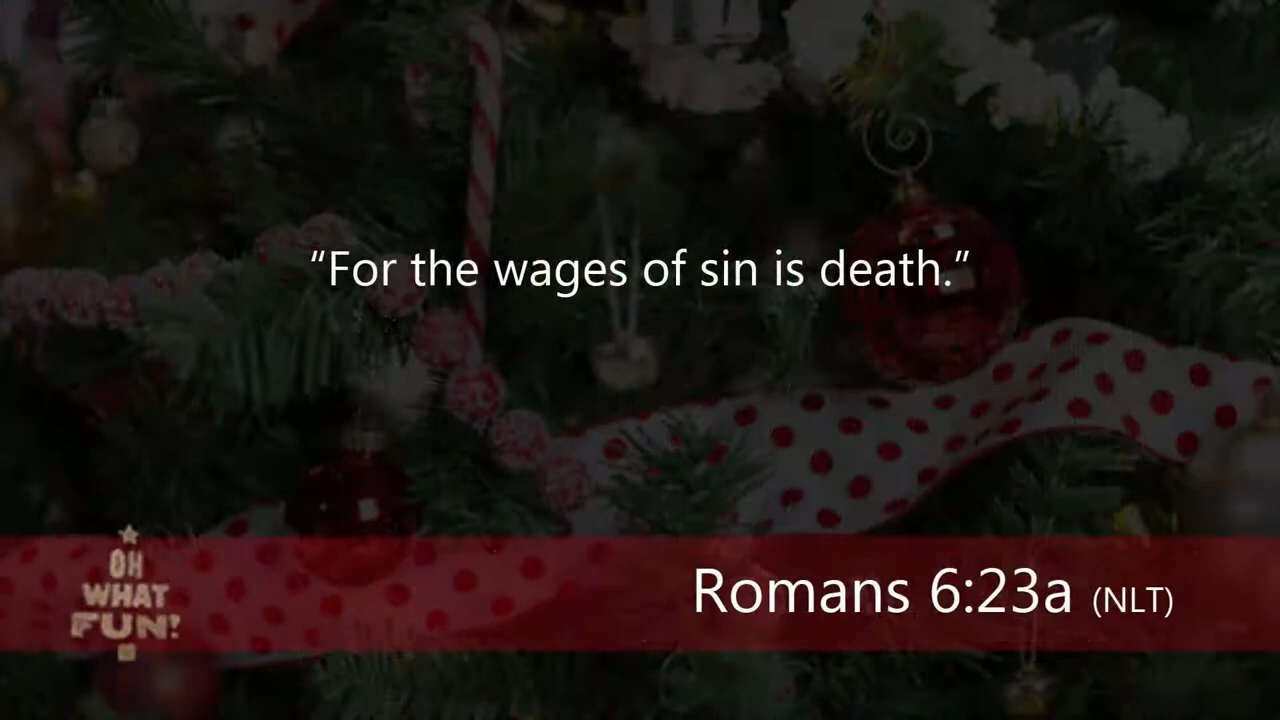 “For the wages of sin is death.”
OH
WHAT
FUN!
Romans 6:23a (NLT)